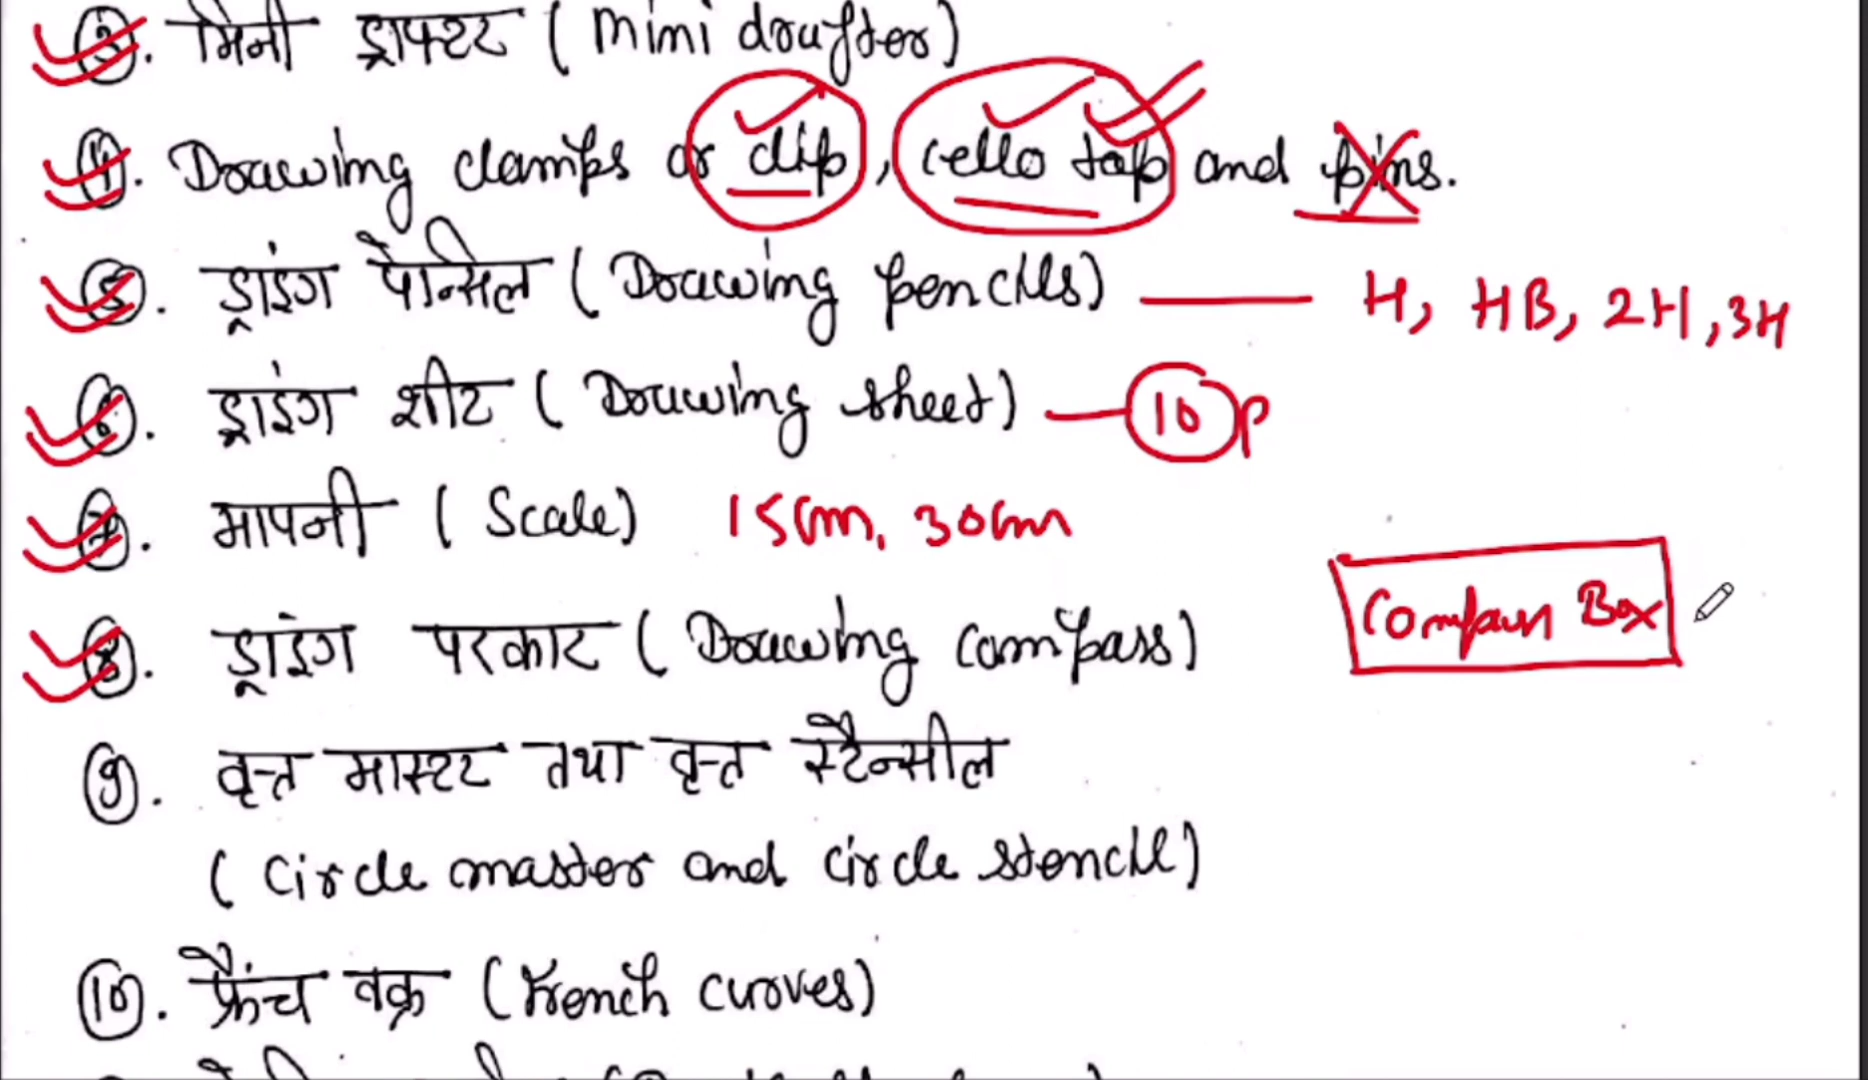 ③. मिनी ड्राफ्टर ( Mini drafter)
④. Drawing clamps or clip, cello tap and pins.
⑤. ड्राइंग पेन्सिल ( Drawing pencils) — H, HB, 2H, 3H
⑥. ड्राइंग शीट ( Drawing sheet) — 10 P
⑦. मापनी ( Scale) 15cm, 30cm
⑧. ड्राइंग परकार ( Drawing compass) Compass Box
⑨. वृत्त मास्टर तथा वृत्त स्टैन्सील
( Circle master and circle stencil)
⑩. फ्रैंच वक्र ( French curves)